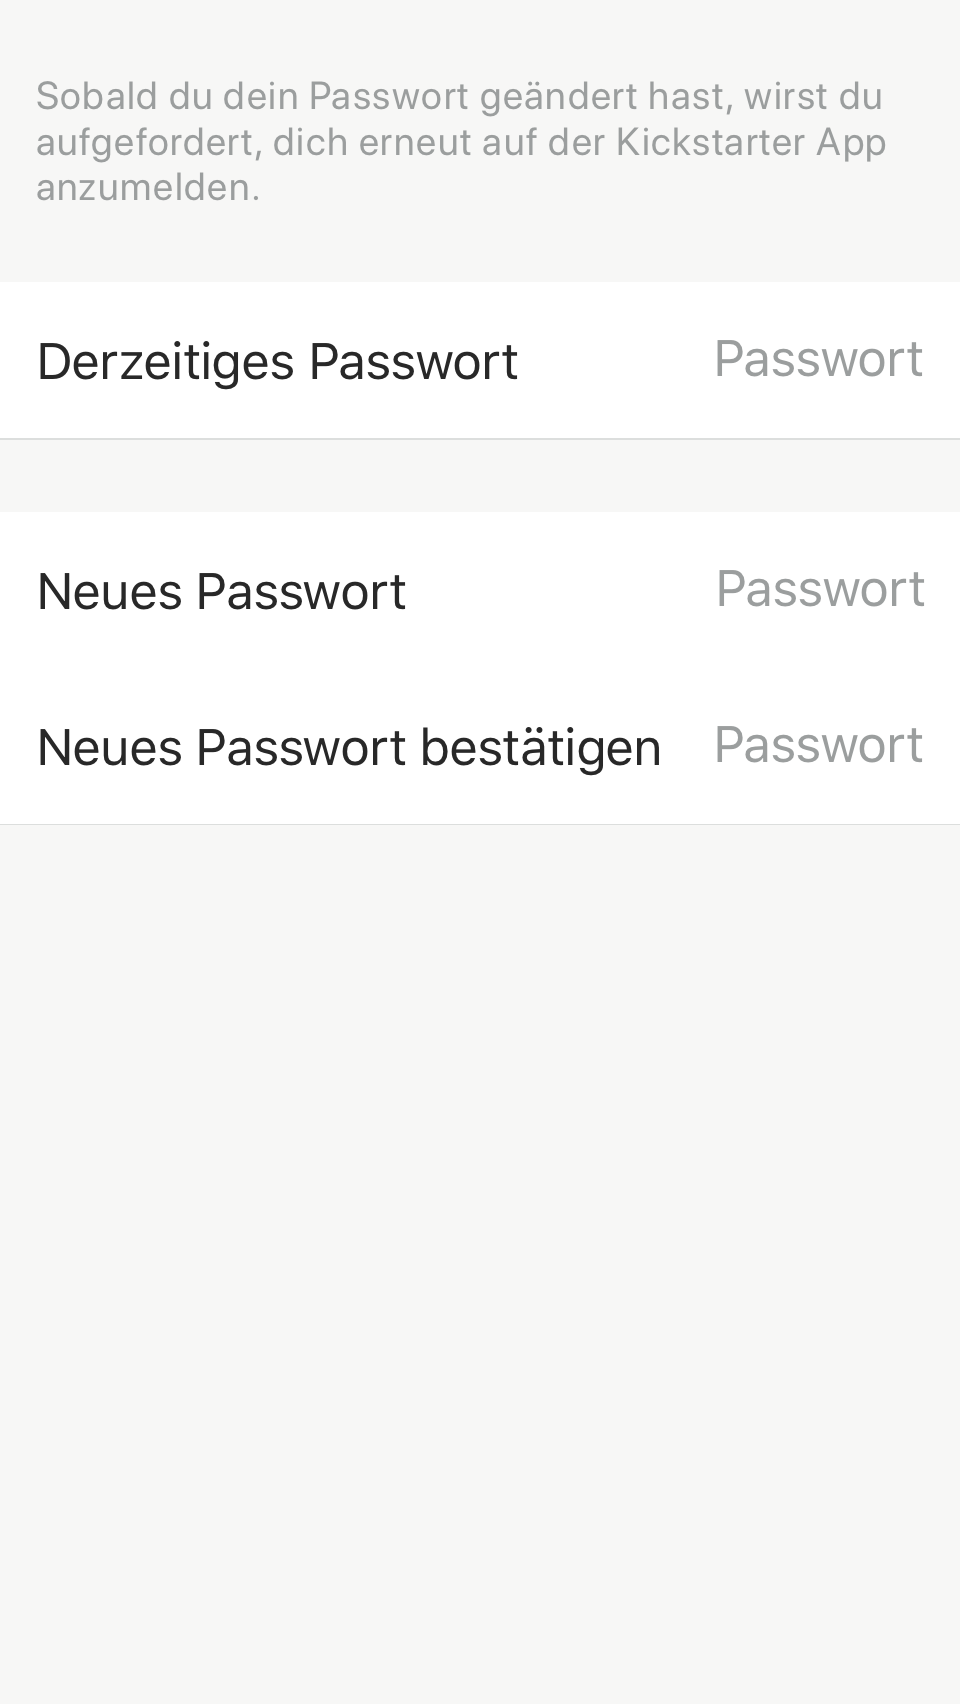 Sobald du dein Passwort geändert hast, wirst du
aufgefordert, dich erneut auf der Kickstarter App
anzumelden.
Derzeitiges Passwort Passwort
Neues Passwort Passwort
Neues Passwort bestätigen Passwort